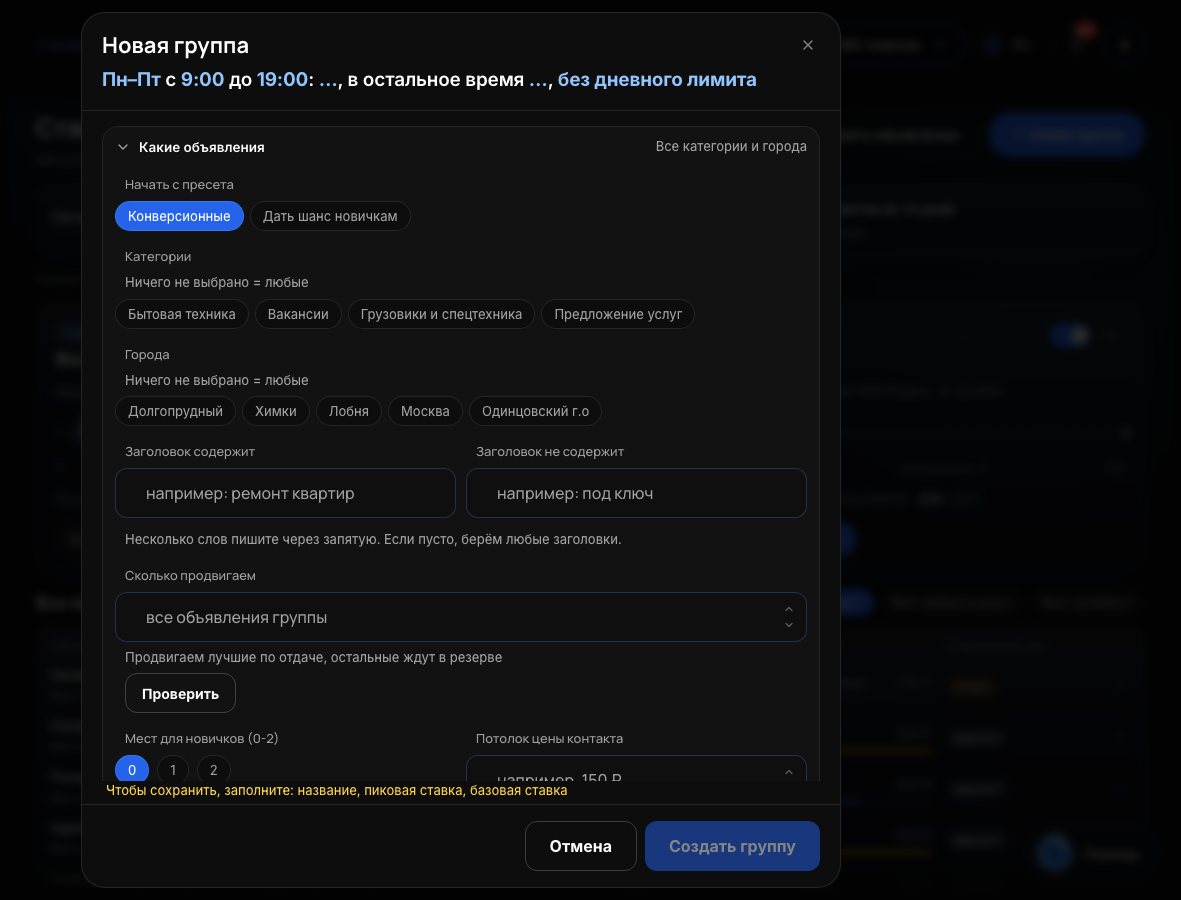 Новая группа
Пн–Пт с 9:00 до 19:00: ..., в остальное время ..., без дневного лимита
Какие объявления
Все категории и города
Начать с пресета
Конверсионные
Дать шанс новичкам
Категории
Ничего не выбрано = любые
Бытовая техника
Вакансии
Грузовики и спецтехника
Предложение услуг
Города
Ничего не выбрано = любые
Долгопрудный
Химки
Лобня
Москва
Одинцовский г.о
Заголовок содержит
Заголовок не содержит
например: ремонт квартир
например: под ключ
Несколько слов пишите через запятую. Если пусто, берём любые заголовки.
Сколько продвигаем
все объявления группы
Продвигаем лучшие по отдаче, остальные ждут в резерве
Проверить
Мест для новичков (0-2)
Потолок цены контакта
0
1
2
например, 150 ₽
Чтобы сохранить, заполните: название, пиковая ставка, базовая ставка
Отмена
Создать группу